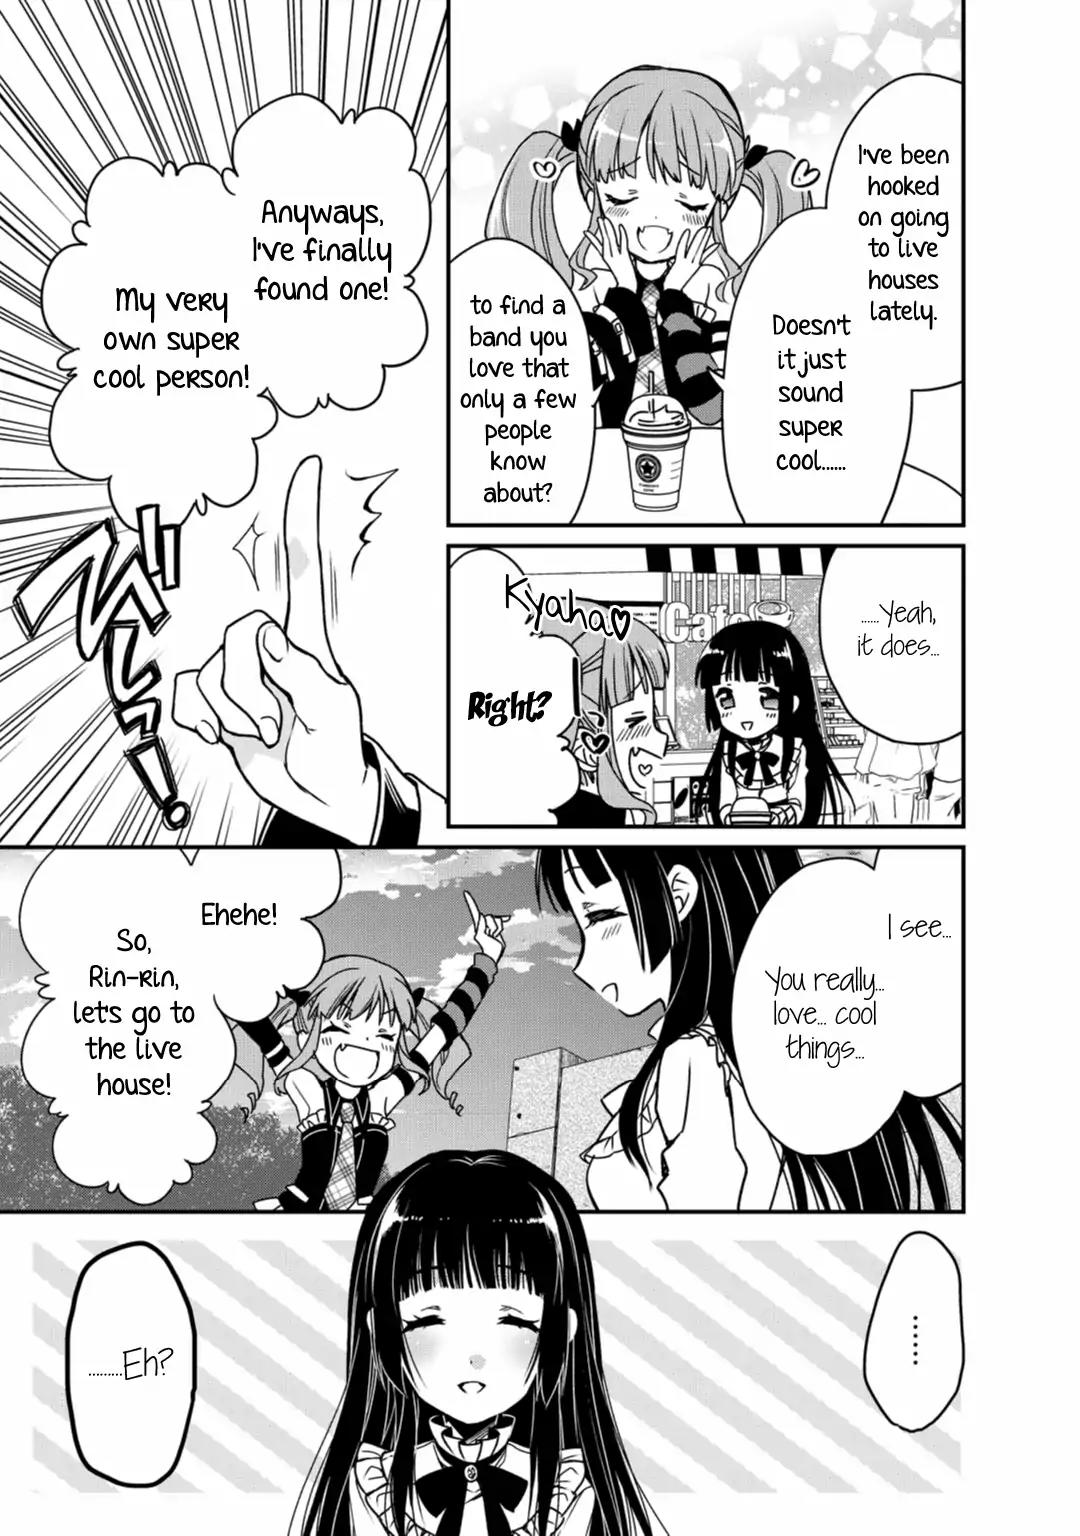 I've been
hooked
on going
to live
houses
lately.
Doesn't
it just
sound
super
cool......
to find a
band you
love that
only a few
people
know
about?
......Yeah,
it does...
Cafe
Kyaha♡
Right?
Anyways,
I've finally
found one!
My very
own super
cool person!
I see...
You really...
love... cool
things...
Ehehe!
So,
Rin-rin,
let's go to
the live
house!
......
.........Eh?